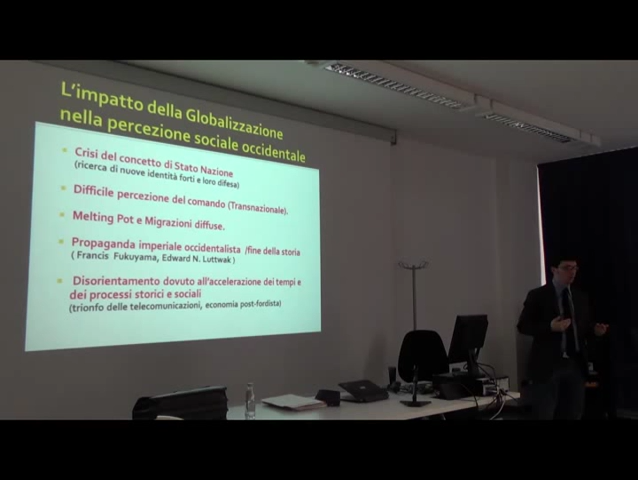 L'impatto della Globalizzazione
nella percezione sociale occidentale
Crisi del concetto di Stato Nazione
(ricerca di nuove identità forti e loro difesa)
Difficile percezione del comando (Transnazionale).
Melting Pot e Migrazioni diffuse.
Propaganda imperiale occidentalista /fine della storia
( Francis Fukuyama, Edward N. Luttwak )
Disorientamento dovuto all'accelerazione dei tempi e
dei processi storici e sociali
(trionfo delle telecomunicazioni, economia post-fordista)